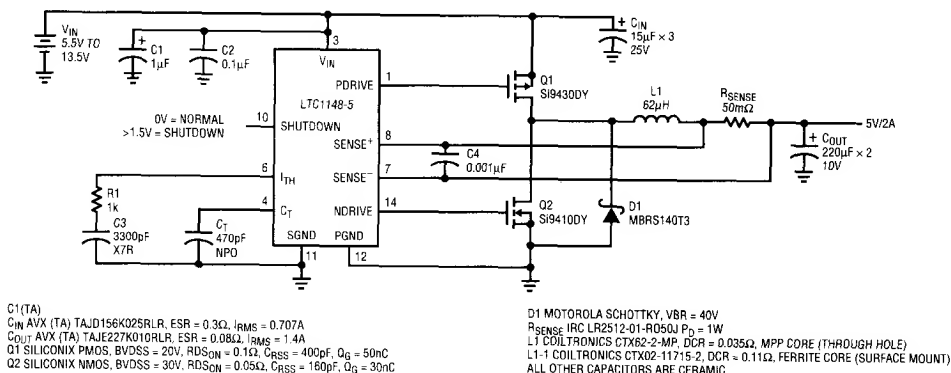 VIN
5.5V TO
13.5V
+
C1
1µF
C2
0.1µF
3
VIN
+
CIN
15µF × 3
25V
PDRIVE
1
Q1
Si9430DY
LTC1148-5
L1
62µH
RSENSE
50mΩ
5V/2A
0V = NORMAL
>1.5V = SHUTDOWN
10
SHUTDOWN
SENSE+
8
C4
0.001µF
+
COUT
220µF × 2
10V
6
ITH
SENSE–
7
R1
1k
4
CT
NDRIVE
14
Q2
Si9410DY
D1
MBRS140T3
C3
3300pF
X7R
CT
470pF
NPO
SGND
PGND
11
12
C1(TA)
CIN AVX (TA) TAJD156K025RLR, ESR = 0.3Ω, IRMS = 0.707A
COUT AVX (TA) TAJE227K010RLR, ESR = 0.08Ω, IRMS = 1.4A
Q1 SILICONIX PMOS, BVDSS = 20V, RDSON = 0.1Ω, CRSS = 400pF, QG = 50nC
Q2 SILICONIX NMOS, BVDSS = 30V, RDSON = 0.05Ω, CRSS = 160pF, QG = 30nC
D1 MOTOROLA SCHOTTKY, VBR = 40V
RSENSE IRC LR2512-01-R050J PD = 1W
L1 COILTRONICS CTX62-2-MP, DCR = 0.035Ω, MPP CORE (THROUGH HOLE)
L1-1 COILTRONICS CTX02-11715-2, DCR = 0.11Ω, FERRITE CORE (SURFACE MOUNT)
ALL OTHER CAPACITORS ARE CERAMIC